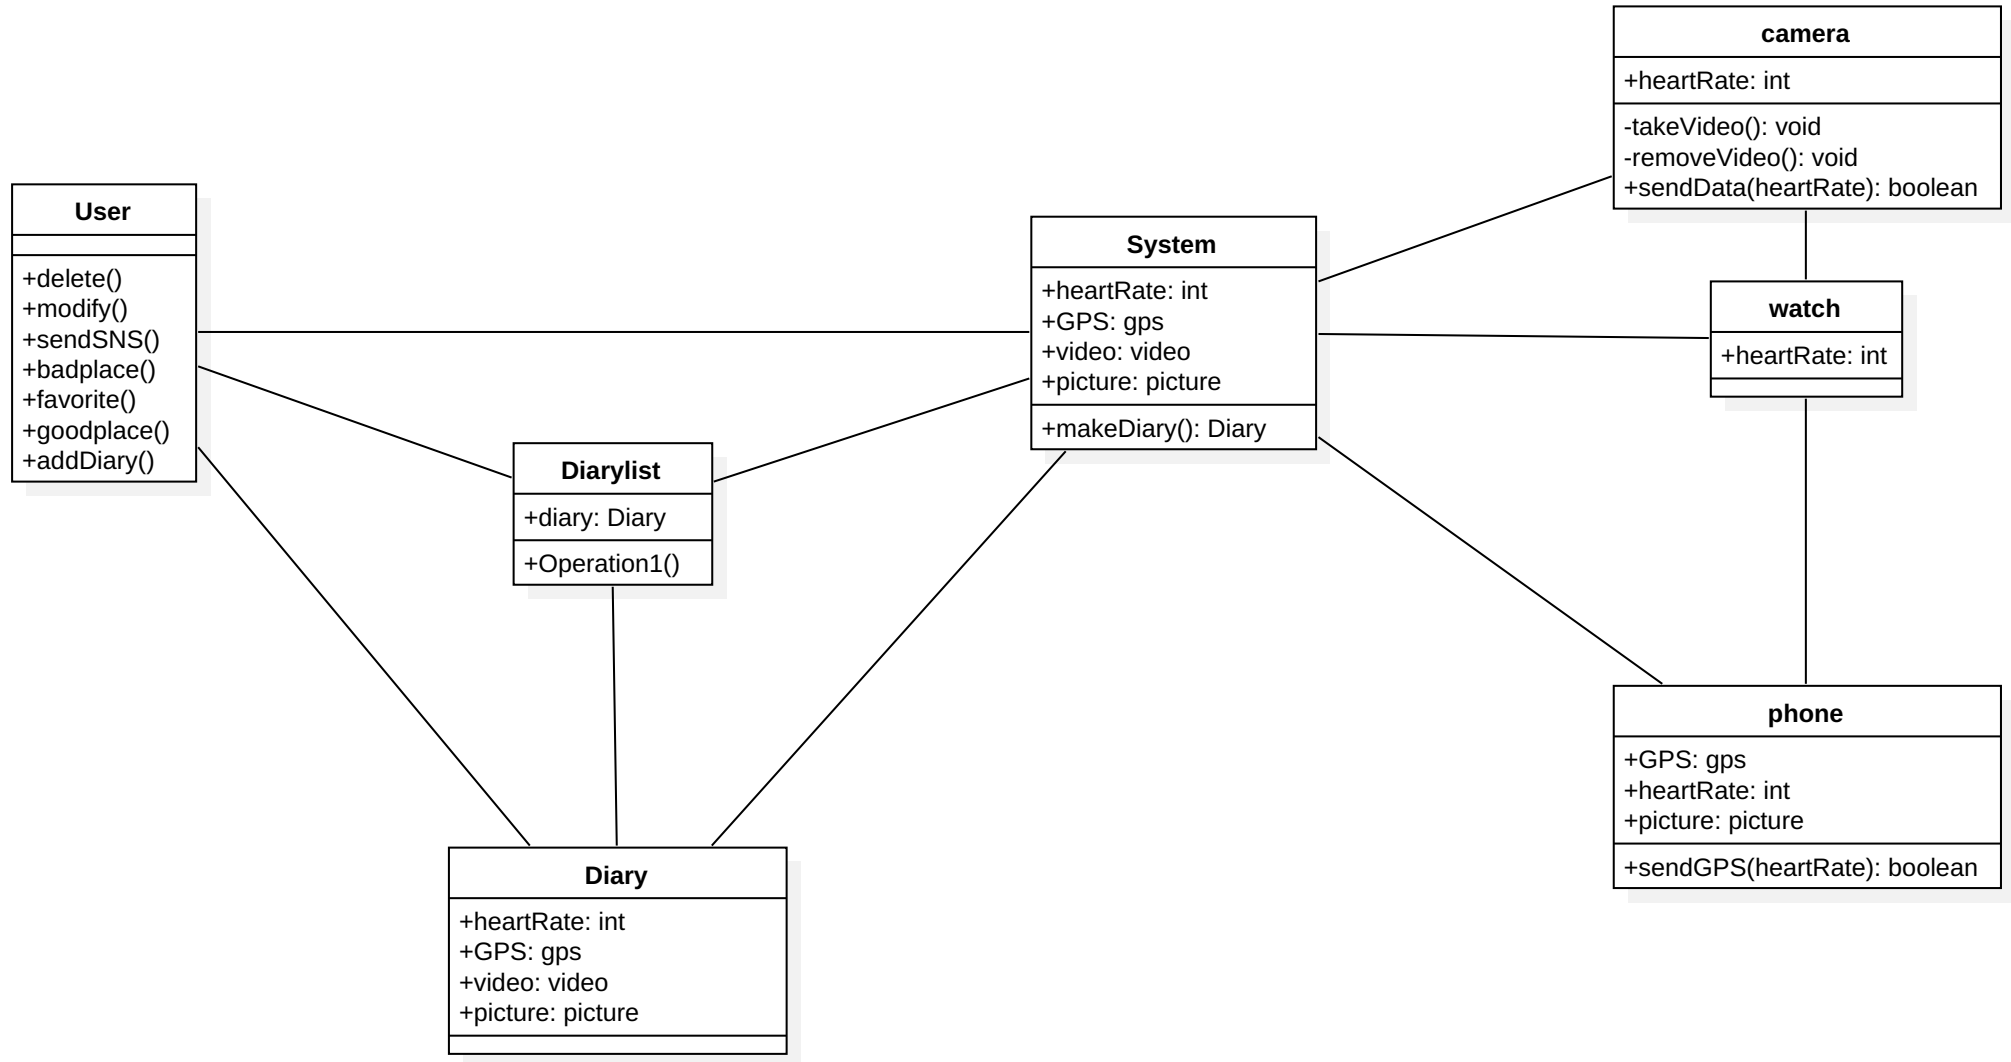 User
+delete()
+modify()
+sendSNS()
+badplace()
+favorite()
+goodplace()
+addDiary()
Diarylist
+diary: Diary
+Operation1()
Diary
+heartRate: int
+GPS: gps
+video: video
+picture: picture
System
+heartRate: int
+GPS: gps
+video: video
+picture: picture
+makeDiary(): Diary
camera
+heartRate: int
-takeVideo(): void
-removeVideo(): void
+sendData(heartRate): boolean
watch
+heartRate: int
phone
+GPS: gps
+heartRate: int
+picture: picture
+sendGPS(heartRate): boolean